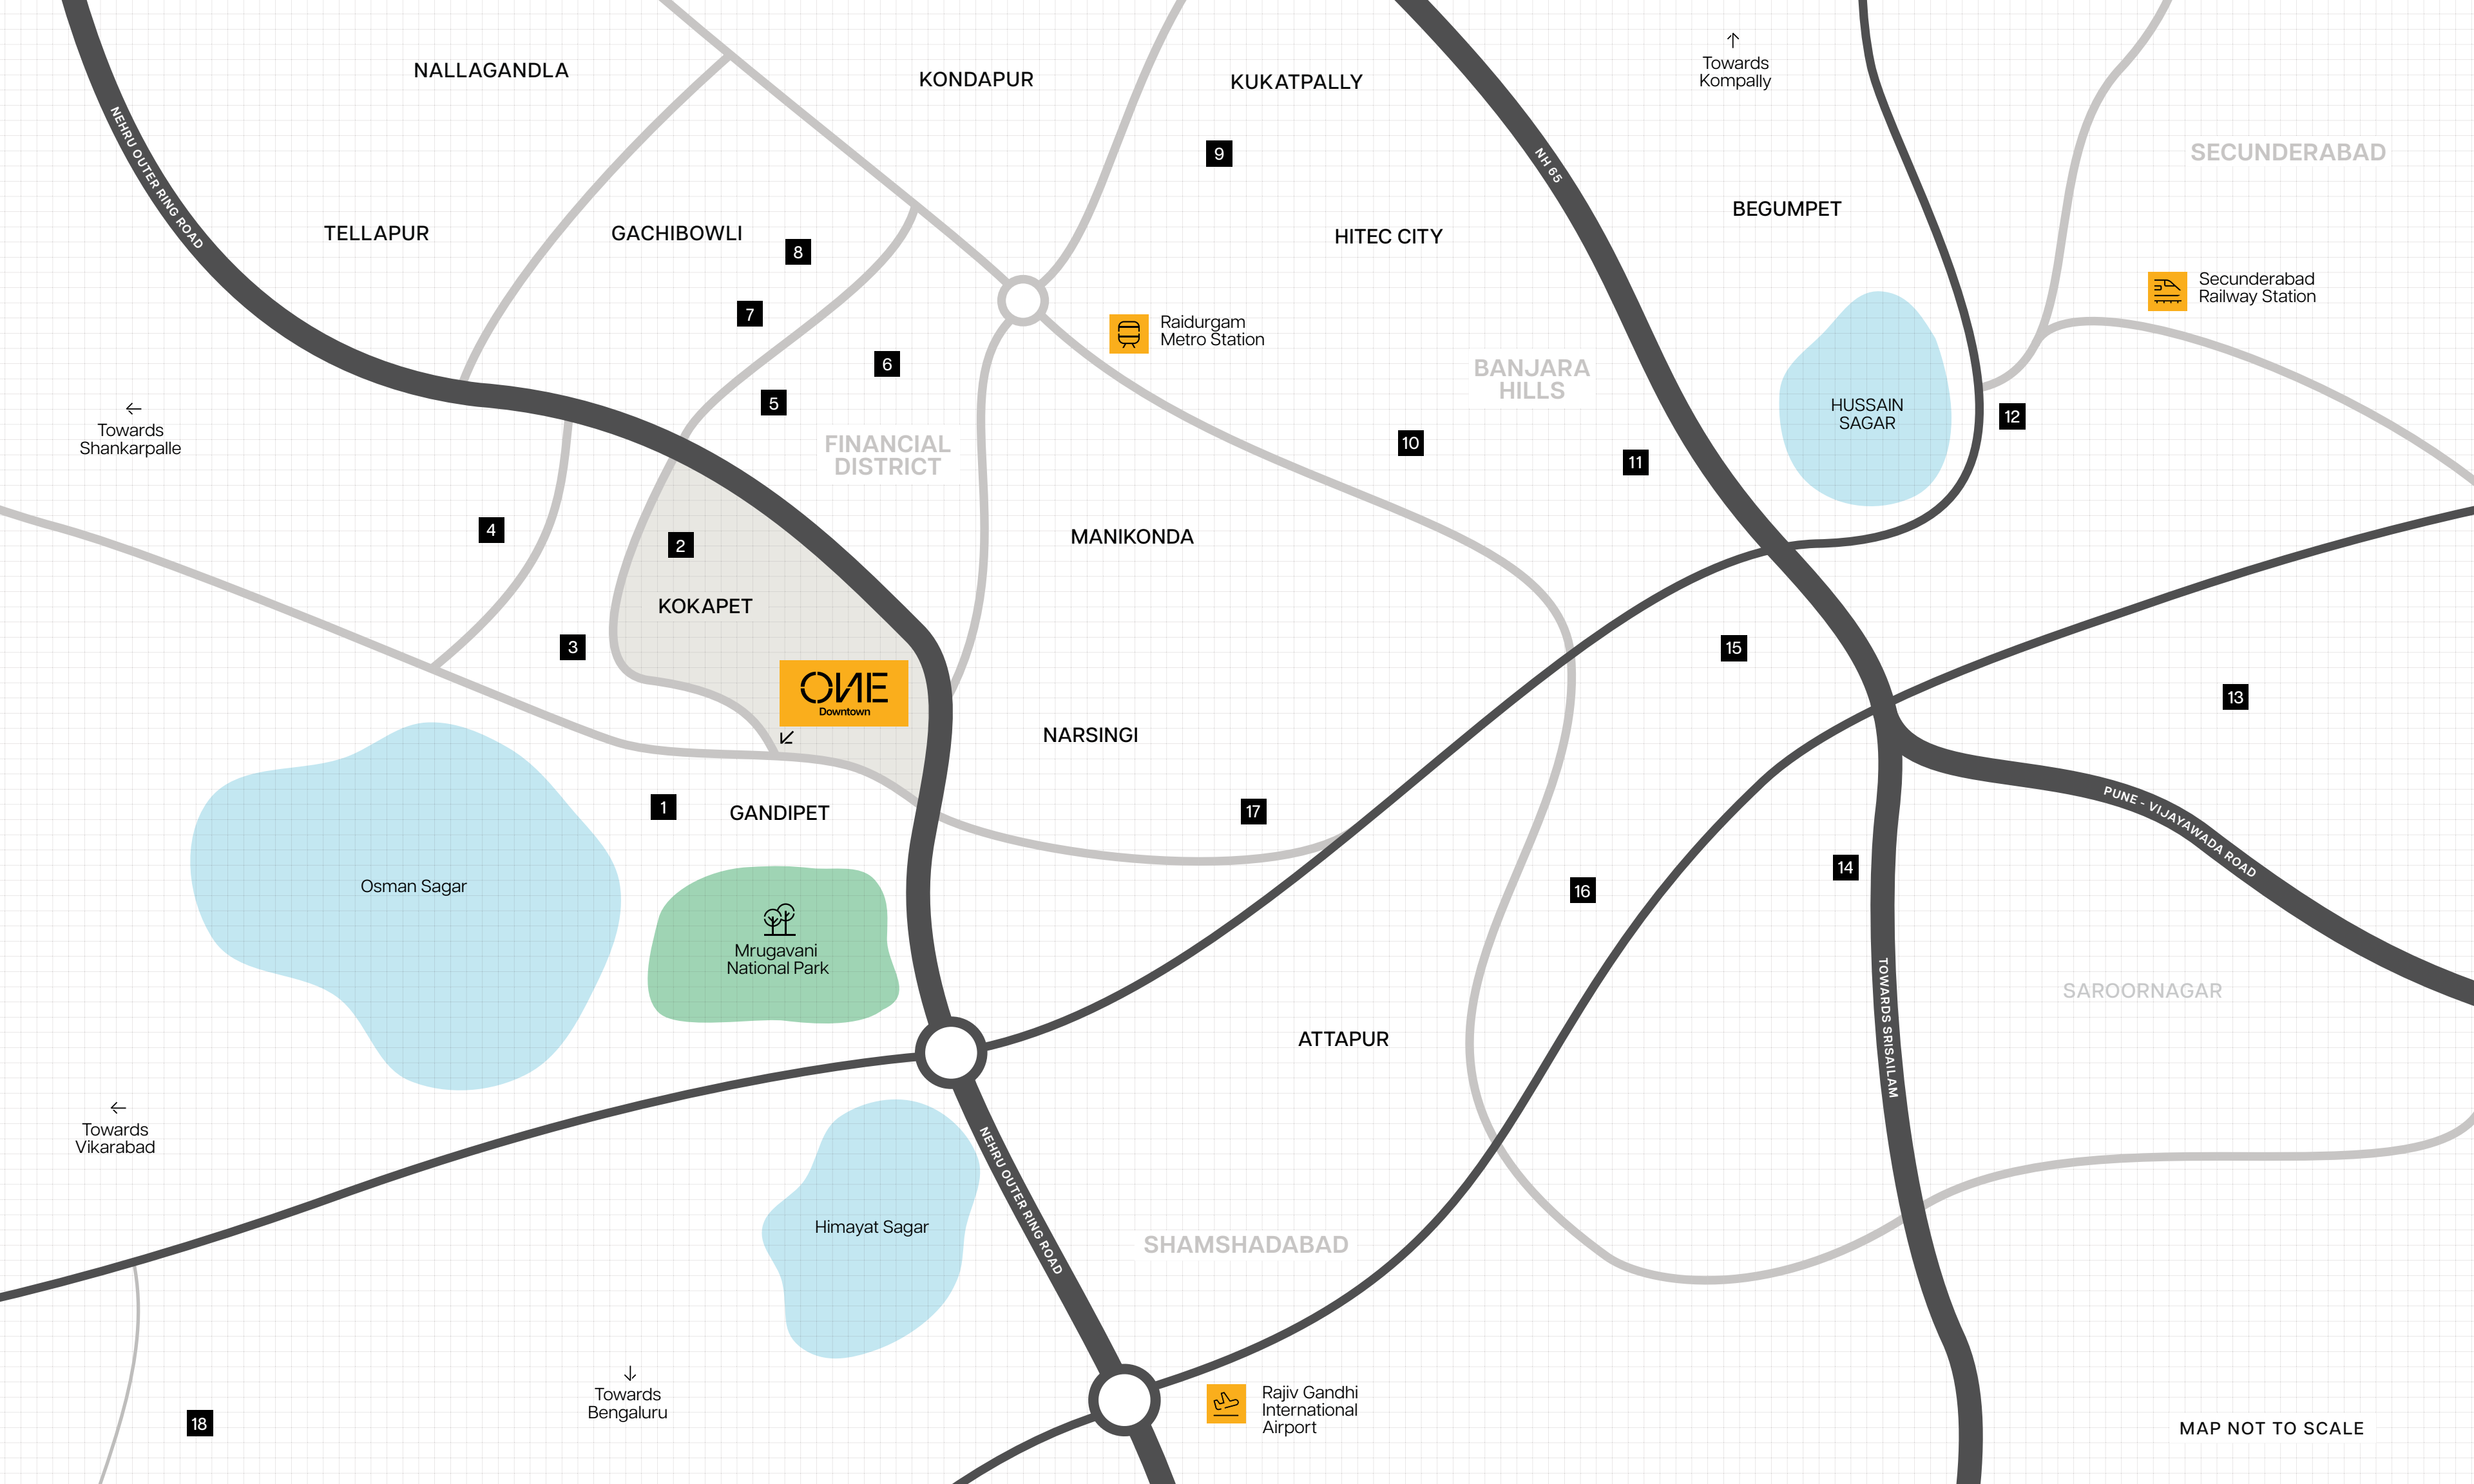 NALLAGANDLA
KONDAPUR
KUKATPALLY
↑
Towards
Kompally
NEHRU OUTER RING ROAD
9
NH 65
SECUNDERABAD
BEGUMPET
TELLAPUR
GACHIBOWLI
8
HITEC CITY
Secunderabad
Railway Station
7
Raidurgam
Metro Station
6
BANJARA
HILLS
5
←
Towards
Shankarpalle
HUSSAIN
SAGAR
12
FINANCIAL
DISTRICT
10
11
4
2
MANIKONDA
KOKAPET
3
15
ONE
Downtown
13
NARSINGI
1
GANDIPET
17
PUNE - VIJAYAWADA ROAD
14
Osman Sagar
16
Mrugavani
National Park
SAROORNAGAR
TOWARDS SRISAILAM
ATTAPUR
←
Towards
Vikarabad
NEHRU OUTER RING ROAD
Himayat Sagar
SHAMSHADABAD
↓
Towards
Bengaluru
Rajiv Gandhi
International
Airport
18
MAP NOT TO SCALE